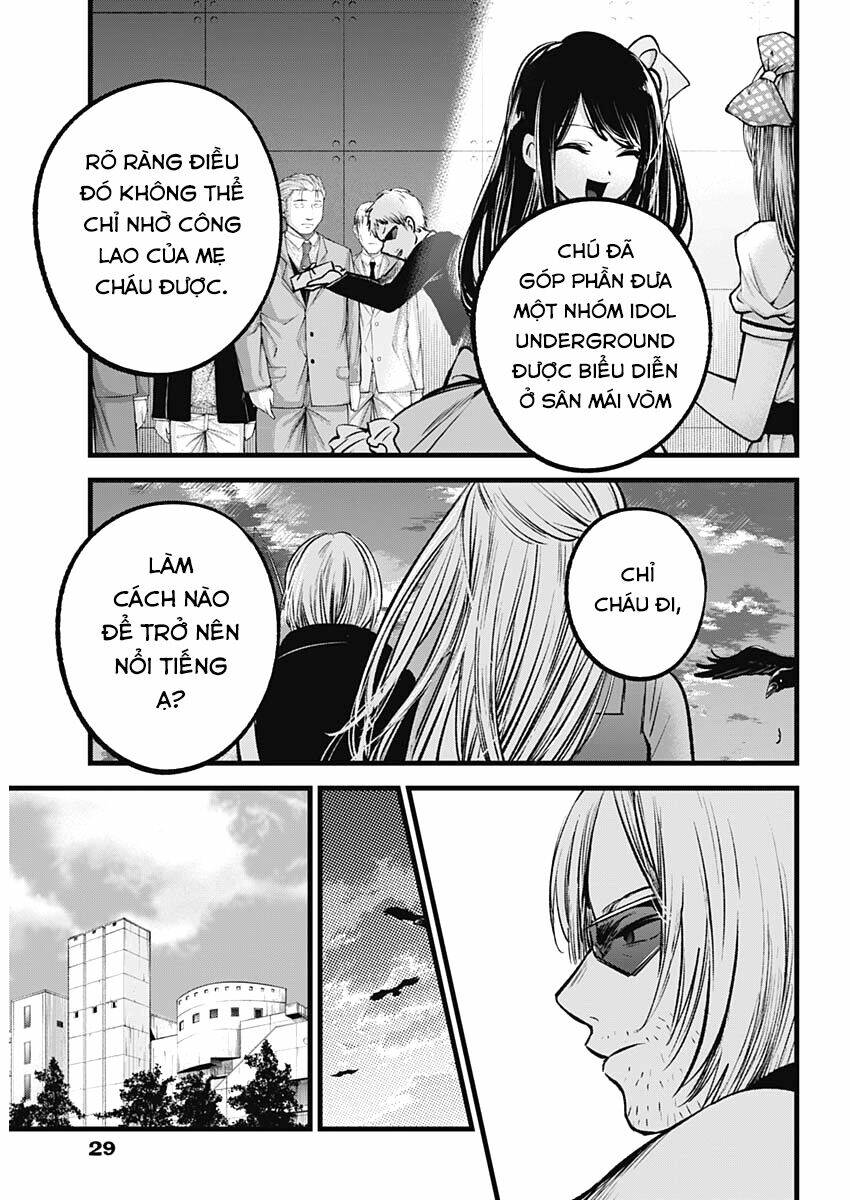 CHÚ ĐÃ
GÓP PHẦN ĐƯA
MỘT NHÓM IDOL
UNDERGROUND
ĐƯỢC BIỂU DIỄN
Ở SÂN MÁI VÒM
RÕ RÀNG ĐIỀU
ĐÓ KHÔNG THỂ
CHỈ NHỜ CÔNG
LAO CỦA MẸ
CHÁU ĐƯỢC.
CHỈ
CHÁU ĐI,
LÀM
CÁCH NÀO
ĐỂ TRỞ NÊN
NỔI TIẾNG
Ạ?
29